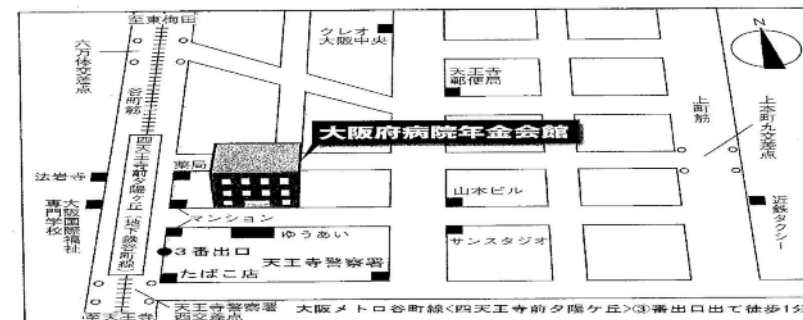 至東梅田
六万体交差点
谷町筋
クレオ
大阪中央
天王寺
郵便局
N
上町筋
上本町九交差点
大阪府病院年金会館
四天王寺前夕陽ヶ丘(地下鉄谷町線)
薬局
法岩寺
大阪国際福祉
専門学校
マンション
ゆうあい
3番出口
天王寺警察署
たばこ店
山本ビル
サンスタジオ
近鉄タクシー
至天王寺
天王寺警察署
西交差点
大阪メトロ谷町線<四天王寺前夕陽ケ丘>③番出口出て徒歩1分